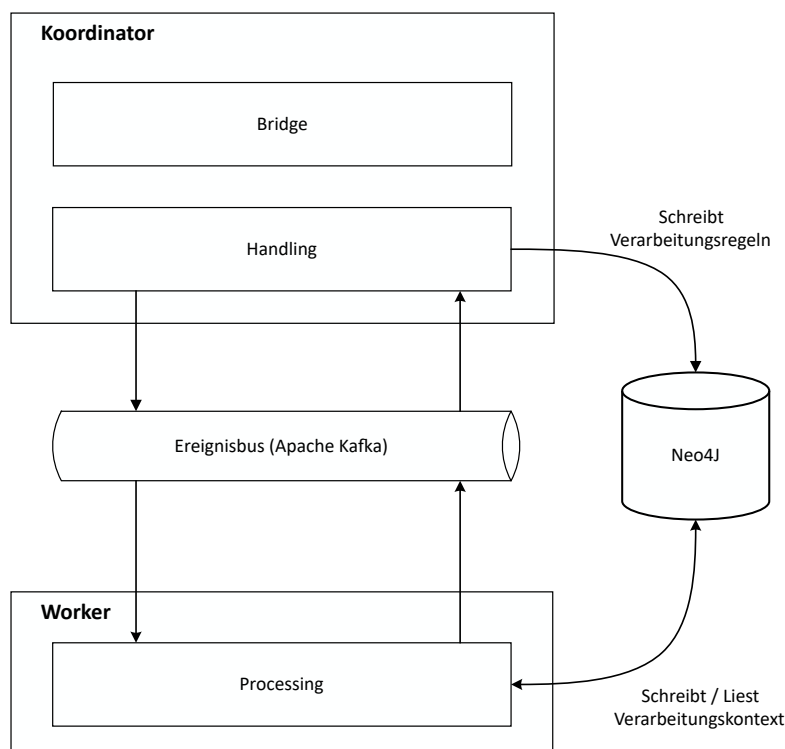 Koordinator
Bridge
Handling
Schreibt
Verarbeitungsregeln
Ereignisbus (Apache Kafka)
Neo4J
Worker
Processing
Schreibt / Liest
Verarbeitungskontext